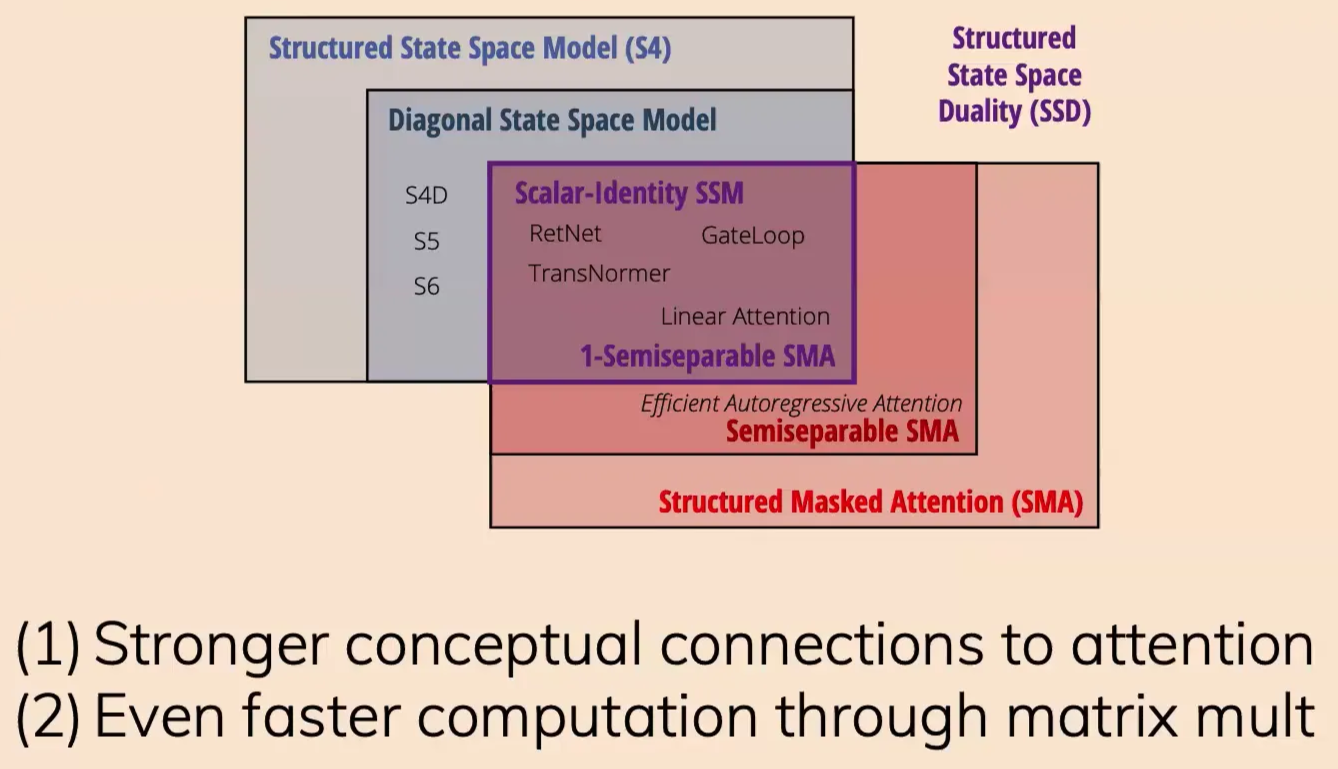 Structured State Space Model (S4)
Structured
State Space
Duality (SSD)
Diagonal State Space Model
S4D
S5
S6
Scalar-Identity SSM
RetNet
GateLoop
TransNormer
Linear Attention
1-Semiseparable SMA
Efficient Autoregressive Attention
Semiseparable SMA
Structured Masked Attention (SMA)
(1) Stronger conceptual connections to attention
(2) Even faster computation through matrix mult